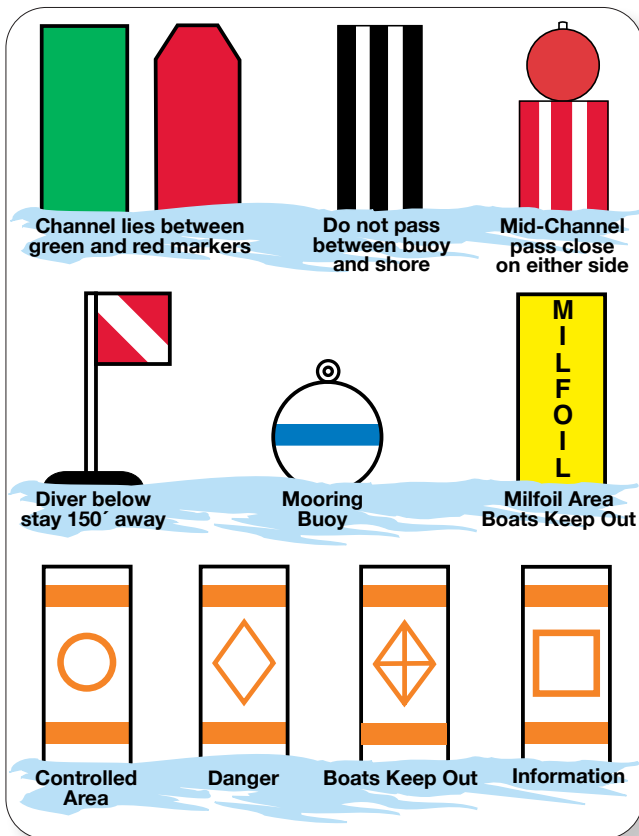 Channel lies between
green and red markers
Do not pass
between buoy
and shore
Mid-Channel
pass close
on either side
MILFOIL
Diver below
stay 150´ away
Mooring
Buoy
Milfoil Area
Boats Keep Out
Controlled
Area
Danger
Boats Keep Out
Information